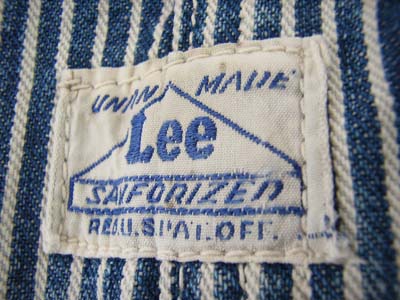 UNION MADE
Lee
SANFORIZED
REG. U.S. PAT. OFF.